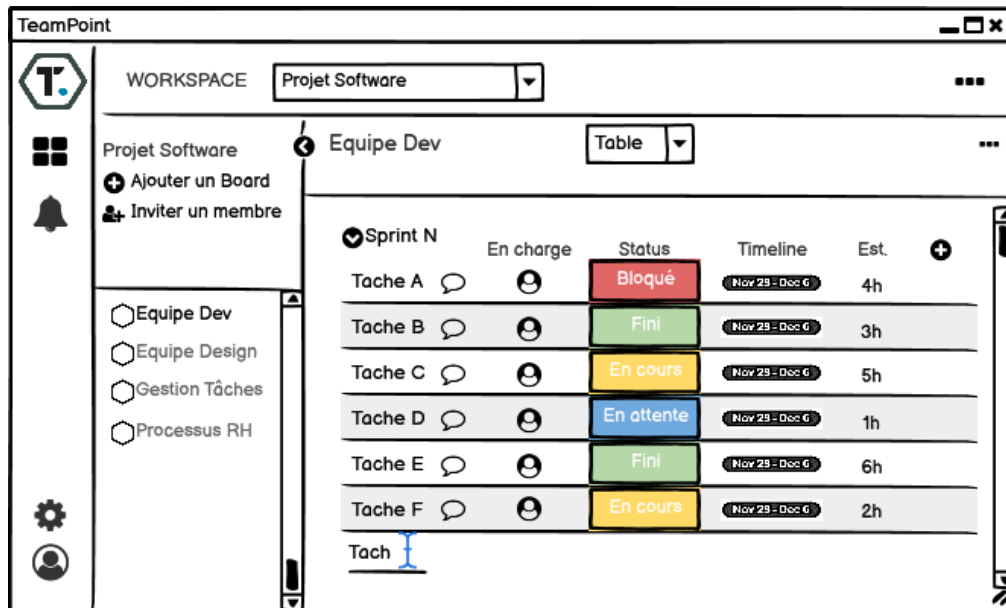 TeamPoint
T.
WORKSPACE Projet Software
Projet Software
Ajouter un Board
Inviter un membre
Equipe Dev
Equipe Design
Gestion Tâches
Processus RH
Equipe Dev Table
Sprint N En charge Status Timeline Est.
Tache A Bloqué Nov 29 - Dec 6 4h
Tache B Fini Nov 29 - Dec 6 3h
Tache C En cours Nov 29 - Dec 6 5h
Tache D En attente Nov 29 - Dec 6 1h
Tache E Fini Nov 29 - Dec 6 6h
Tache F En cours Nov 29 - Dec 6 2h
Tach